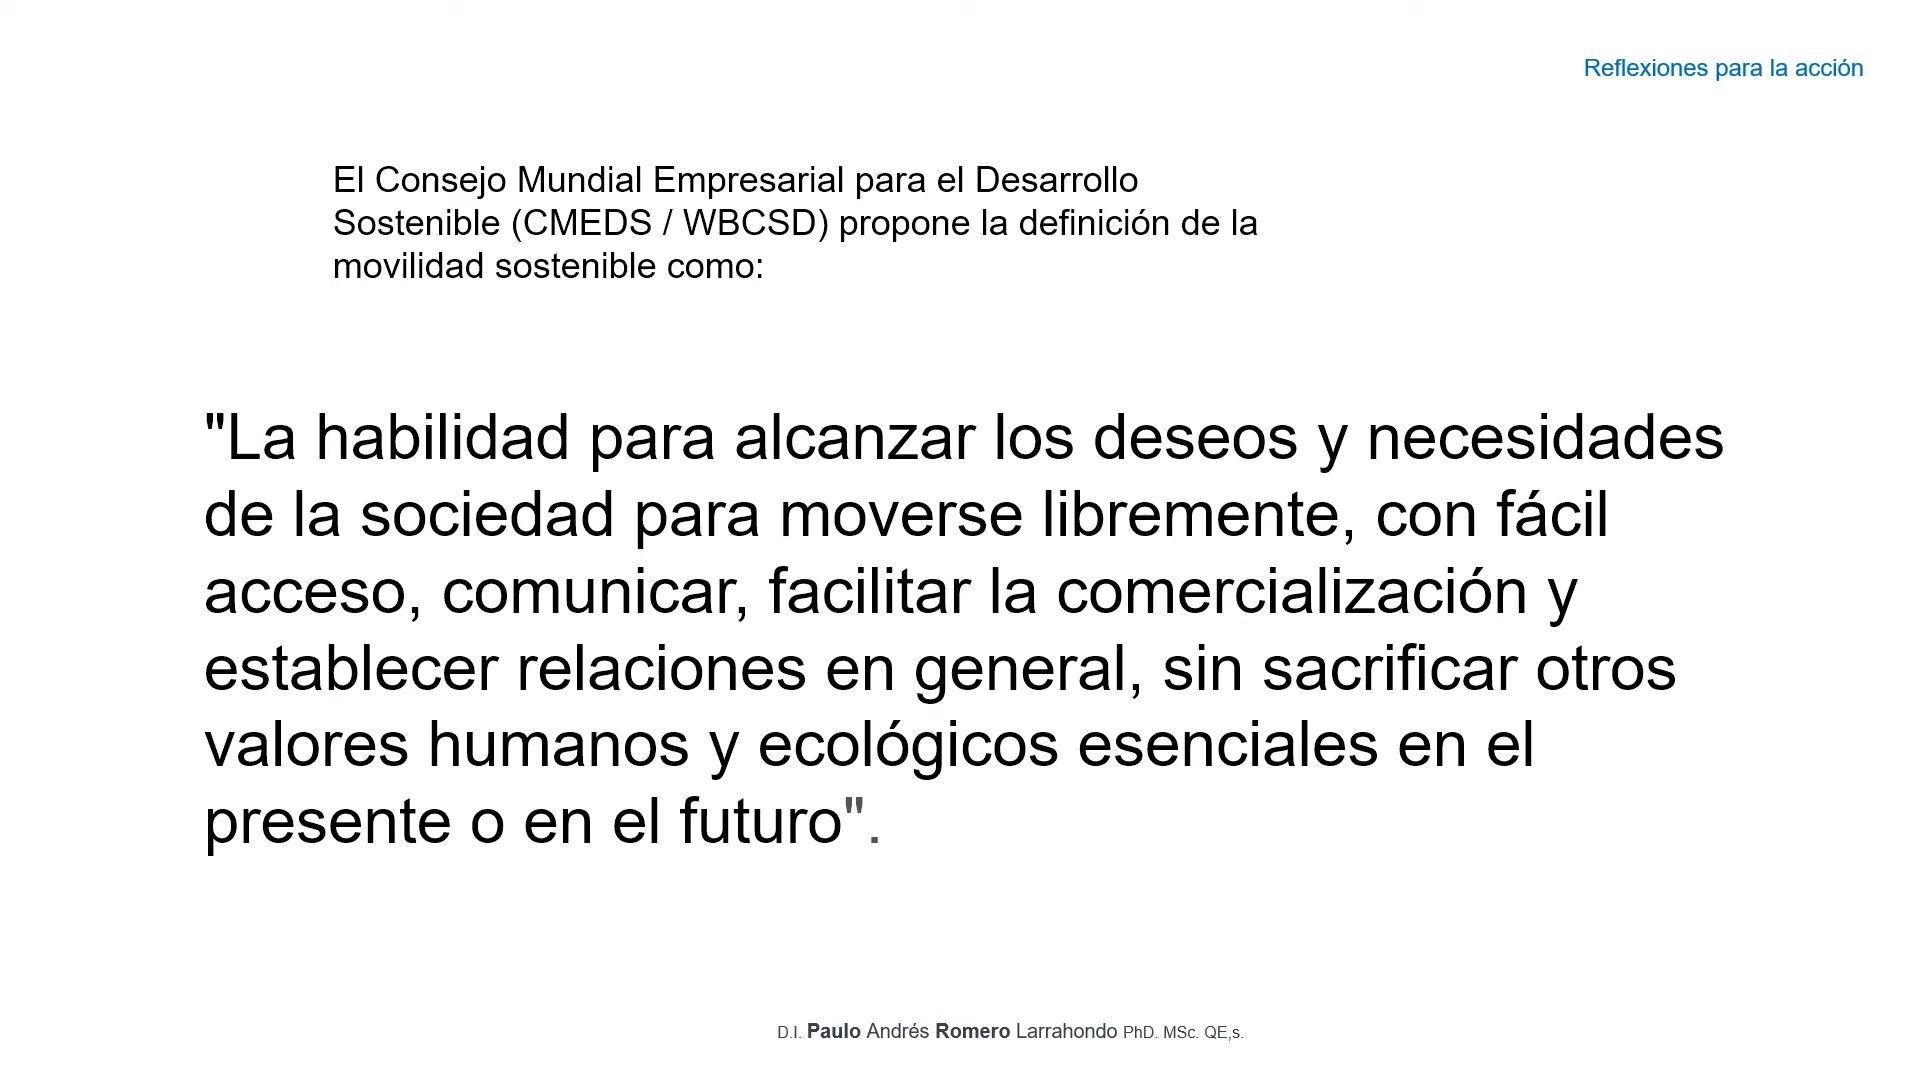 Reflexiones para la acción
El Consejo Mundial Empresarial para el Desarrollo
Sostenible (CMEDS / WBCSD) propone la definición de la
movilidad sostenible como:
"La habilidad para alcanzar los deseos y necesidades
de la sociedad para moverse libremente, con fácil
acceso, comunicar, facilitar la comercialización y
establecer relaciones en general, sin sacrificar otros
valores humanos y ecológicos esenciales en el
presente o en el futuro".
D.I. Paulo Andrés Romero Larrahondo PhD. MSc. QE,s.